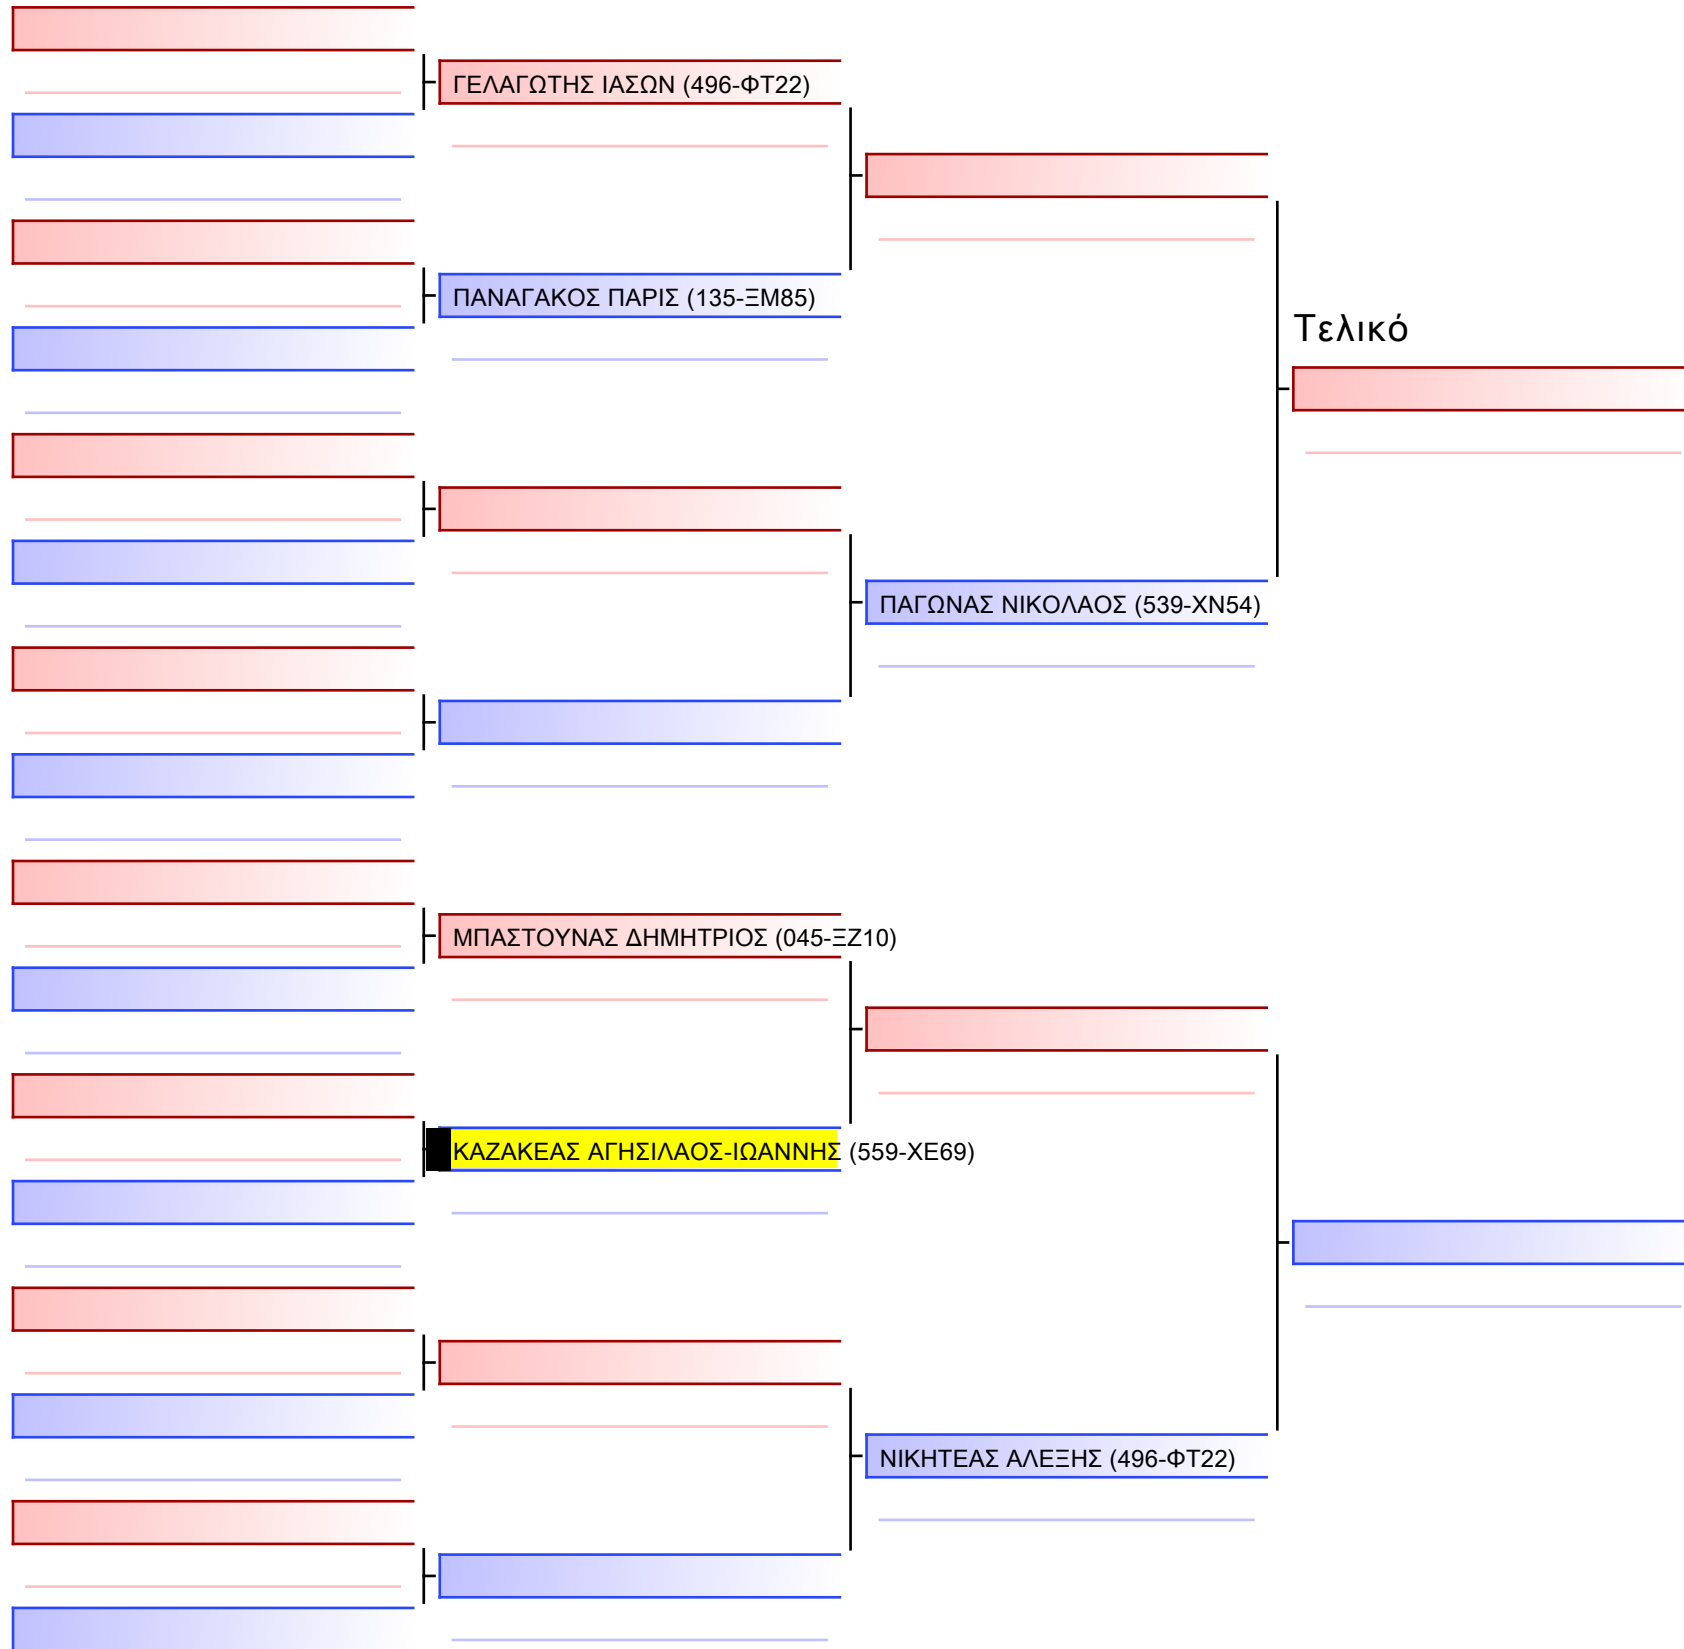 ΓΕΛΑΓΩΤΗΣ ΙΑΣΩΝ (496-ΦΤ22)
ΠΑΝΑΓΑΚΟΣ ΠΑΡΙΣ (135-ΞΜ85)
Τελικό
ΠΑΓΩΝΑΣ ΝΙΚΟΛΑΟΣ (539-ΧΝ54)
ΜΠΑΣΤΟΥΝΑΣ ΔΗΜΗΤΡΙΟΣ (045-ΞΖ10)
ΚΑΖΑΚΕΑΣ ΑΓΗΣΙΛΑΟΣ-ΙΩΑΝΝΗΣ (559-ΧΕ69)
ΝΙΚΗΤΕΑΣ ΑΛΕΞΗΣ (496-ΦΤ22)